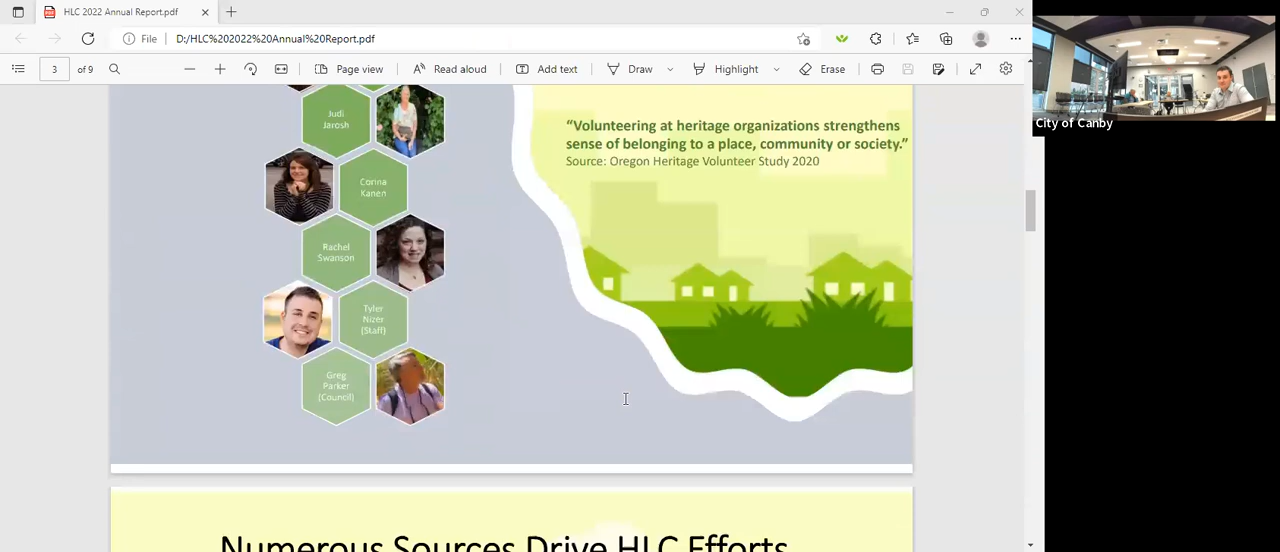 HLC 2022 Annual Report.pdf
File
D:/HLC%202022%20Annual%20Report.pdf
3
of 9
Page view
Read aloud
Add text
Draw
Highlight
Erase
City of Canby
Judi
Jarosh
Corina
Kanen
Rachel
Swanson
Tyler
Nizer
(Staff)
Greg
Parker
(Council)
“Volunteering at heritage organizations strengthens
sense of belonging to a place, community or society.”
Source: Oregon Heritage Volunteer Study 2020
Numerous Sources Drive HLC Efforts